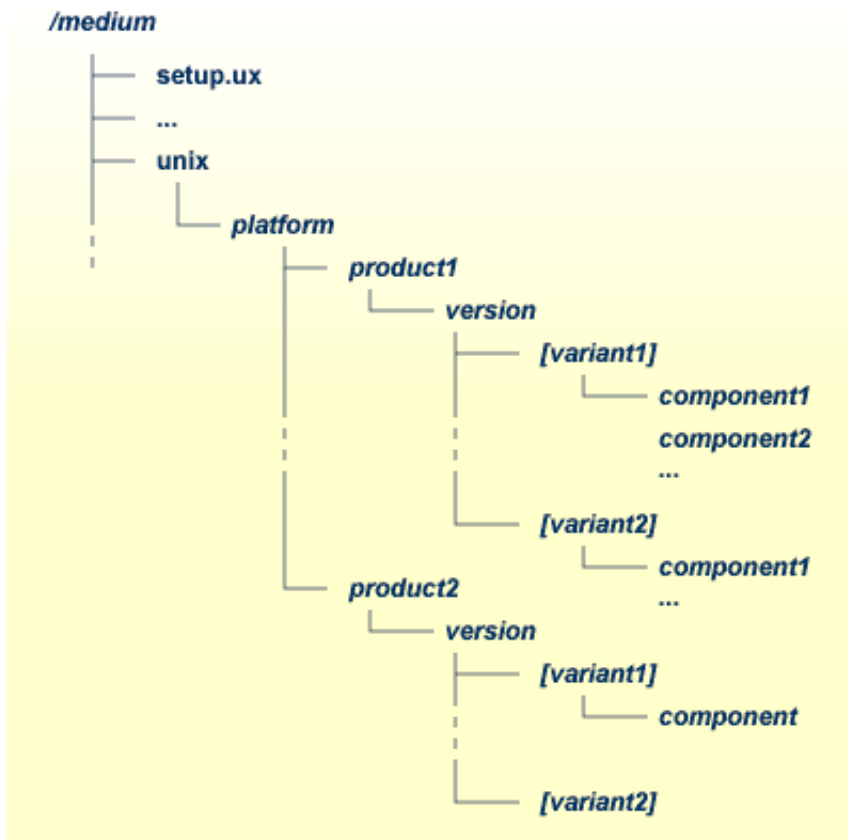 /medium
setup.ux
...
unix
platform
product1
version
[variant1]
component1
component2
...
[variant2]
component1
...
product2
version
[variant1]
component
[variant2]